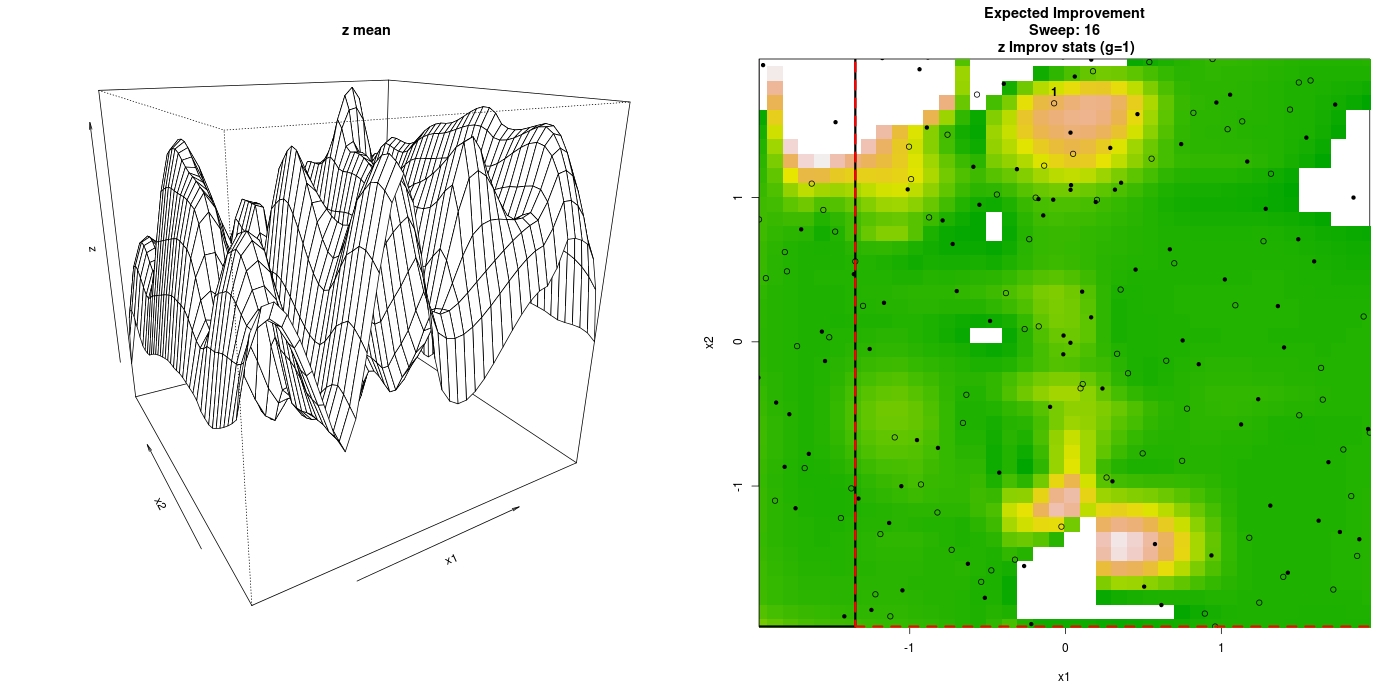 z mean
z
x2
x1
Expected Improvement
Sweep: 16
z Improv stats (g=1)
1
x2
1
0
-1
-1
0
1
x1